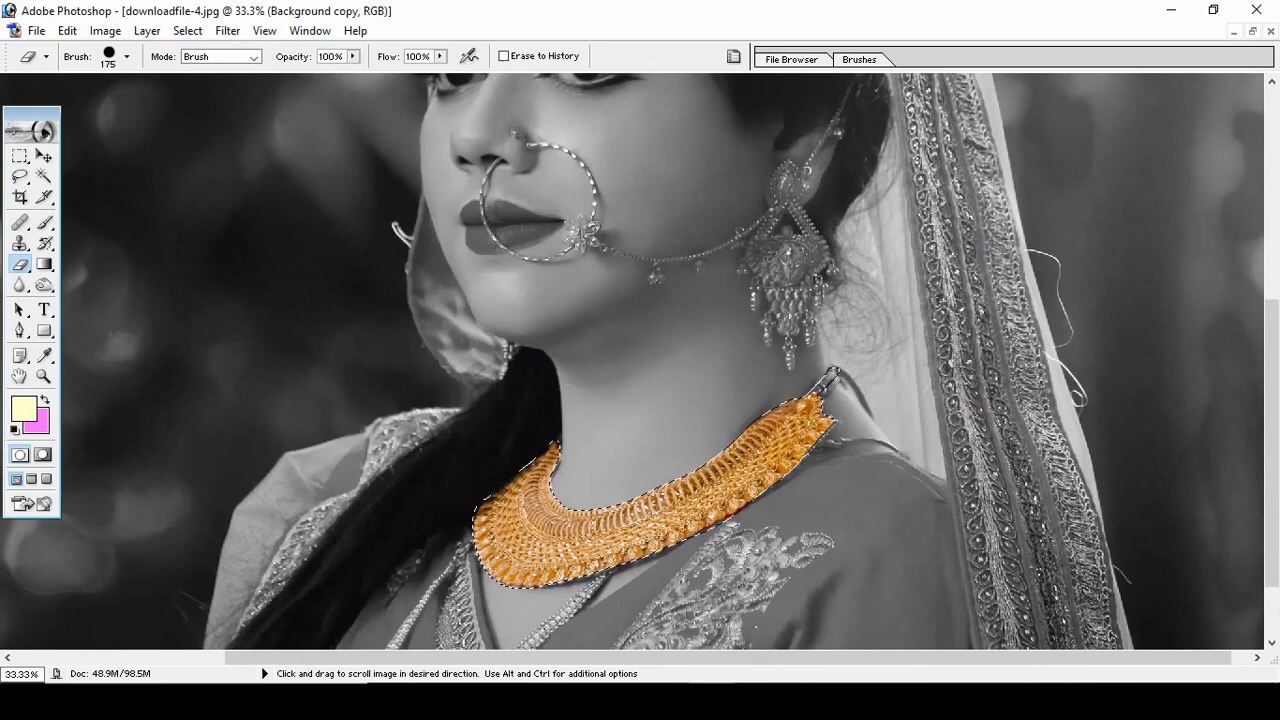 Adobe Photoshop - [downloadfile-4.jpg @ 33.3% (Background copy, RGB)]
File Edit Image Layer Select Filter View Window Help
Brush: 175 Mode: Brush Opacity: 100% Flow: 100% Erase to History File Browser Brushes
T
33.33% Doc: 48.9M/98.5M Click and drag to scroll image in desired direction. Use Alt and Ctrl for additional options